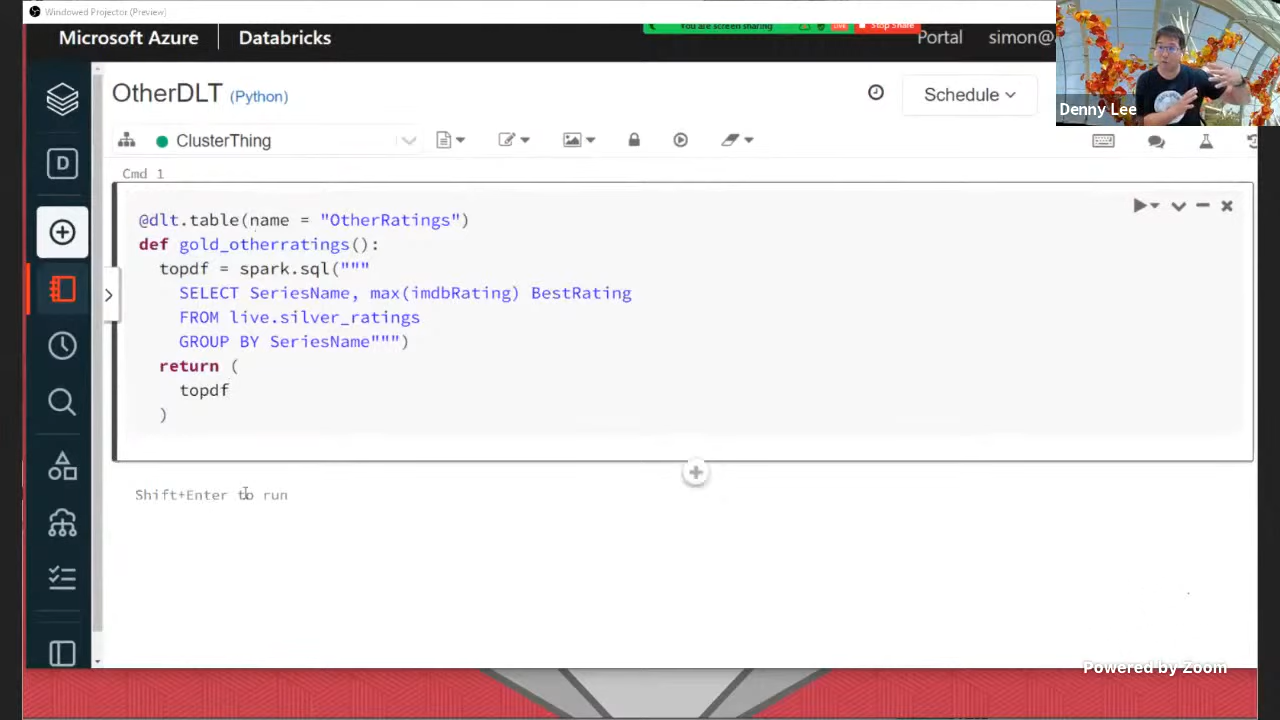 Windowed Projector (Preview)
Microsoft Azure
Databricks
You are screen sharing
LIVE
Stop Share
Portal
simon@
Denny Lee
OtherDLT (Python)
Schedule
ClusterThing
D
Cmd 1
@dlt.table(name = "OtherRatings")
def gold_otherratings():
topdf = spark.sql("""
SELECT SeriesName, max(imdbRating) BestRating
FROM live.silver_ratings
GROUP BY SeriesName""")
return (
topdf
)
Shift+Enter to run
Powered by Zoom